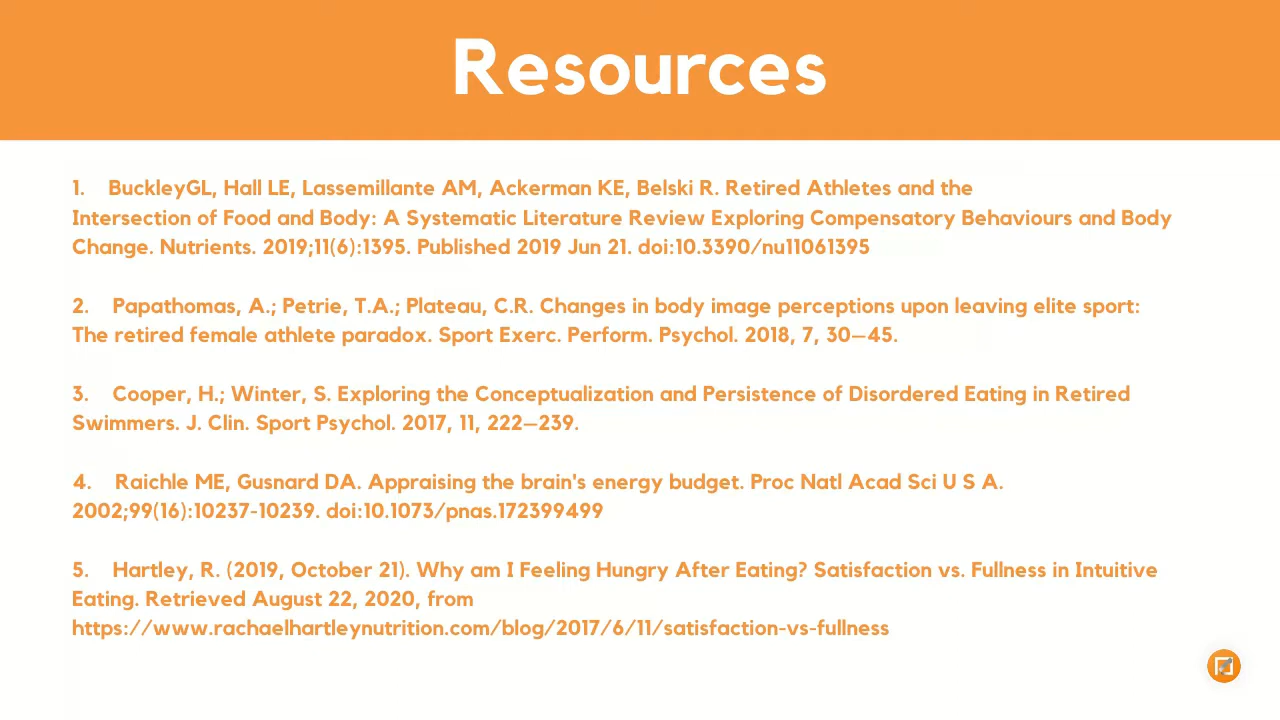 Resources
1. BuckleyGL, Hall LE, Lassemillante AM, Ackerman KE, Belski R. Retired Athletes and the
Intersection of Food and Body: A Systematic Literature Review Exploring Compensatory Behaviours and Body
Change. Nutrients. 2019;11(6):1395. Published 2019 Jun 21. doi:10.3390/nu11061395
2. Papathomas, A.; Petrie, T.A.; Plateau, C.R. Changes in body image perceptions upon leaving elite sport:
The retired female athlete paradox. Sport Exerc. Perform. Psychol. 2018, 7, 30–45.
3. Cooper, H.; Winter, S. Exploring the Conceptualization and Persistence of Disordered Eating in Retired
Swimmers. J. Clin. Sport Psychol. 2017, 11, 222–239.
4. Raichle ME, Gusnard DA. Appraising the brain's energy budget. Proc Natl Acad Sci U S A.
2002;99(16):10237-10239. doi:10.1073/pnas.172399499
5. Hartley, R. (2019, October 21). Why am I Feeling Hungry After Eating? Satisfaction vs. Fullness in Intuitive
Eating. Retrieved August 22, 2020, from
https://www.rachaelhartleynutrition.com/blog/2017/6/11/satisfaction-vs-fullness